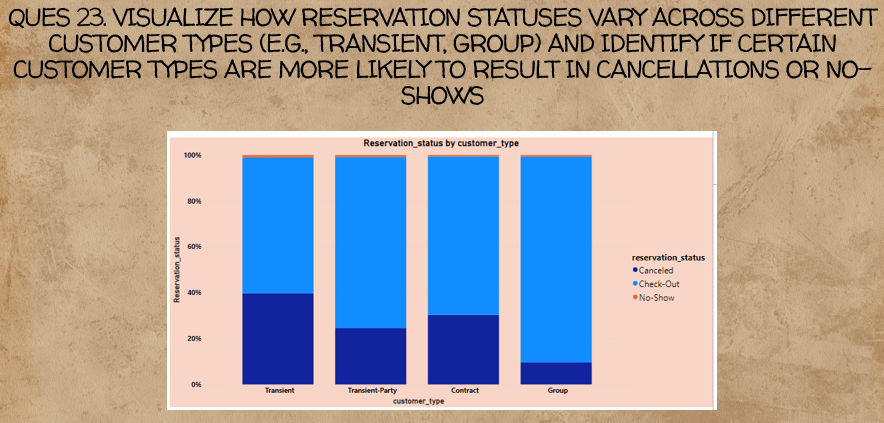 QUES 23. VISUALIZE HOW RESERVATION STATUSES VARY ACROSS DIFFERENT
CUSTOMER TYPES (E.G., TRANSIENT, GROUP) AND IDENTIFY IF CERTAIN
CUSTOMER TYPES ARE MORE LIKELY TO RESULT IN CANCELLATIONS OR NO-
SHOWS
Reservation_status by customer_type
100%
80%
60%
40%
20%
0%
Reservation_status
Transient
Transient-Party
Contract
Group
customer_type
reservation_status
Canceled
Check-Out
No-Show